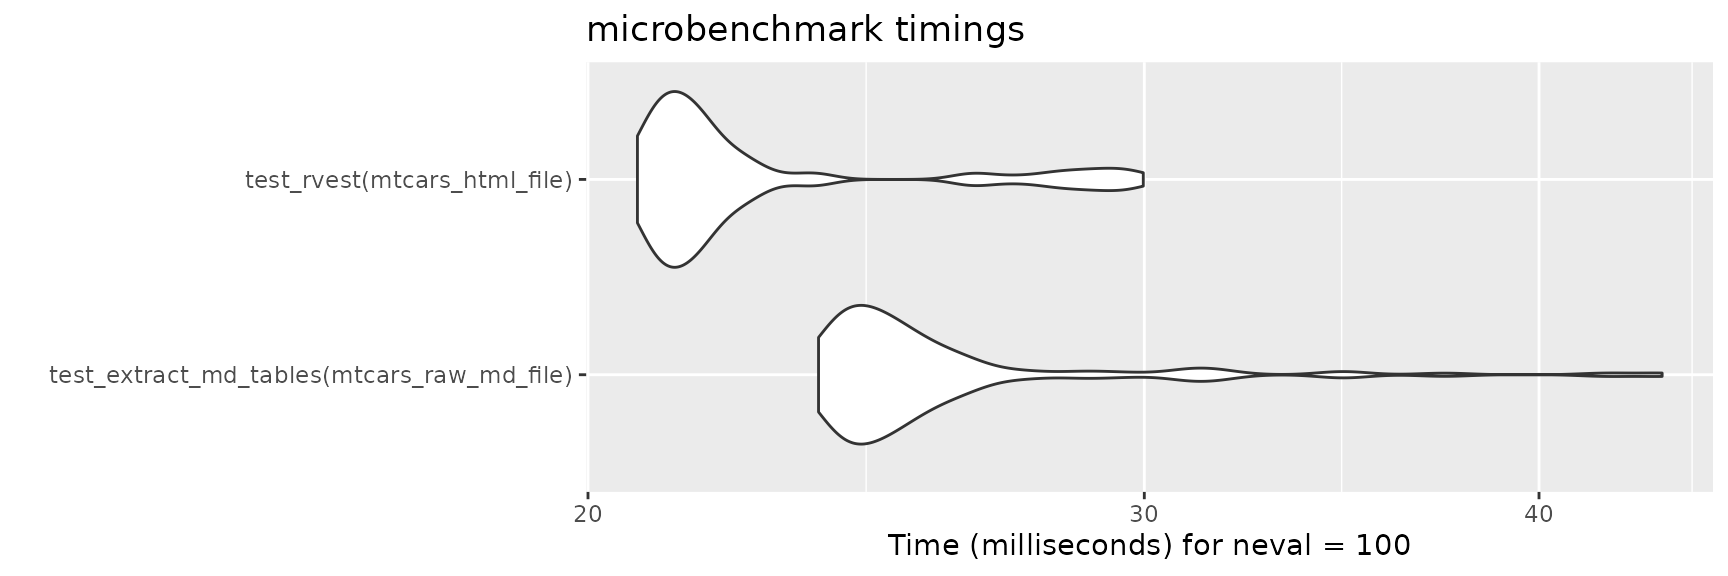 microbenchmark timings
test_rvest(mtcars_html_file)
test_extract_md_tables(mtcars_raw_md_file)
20 30 40
Time (milliseconds) for neval = 100